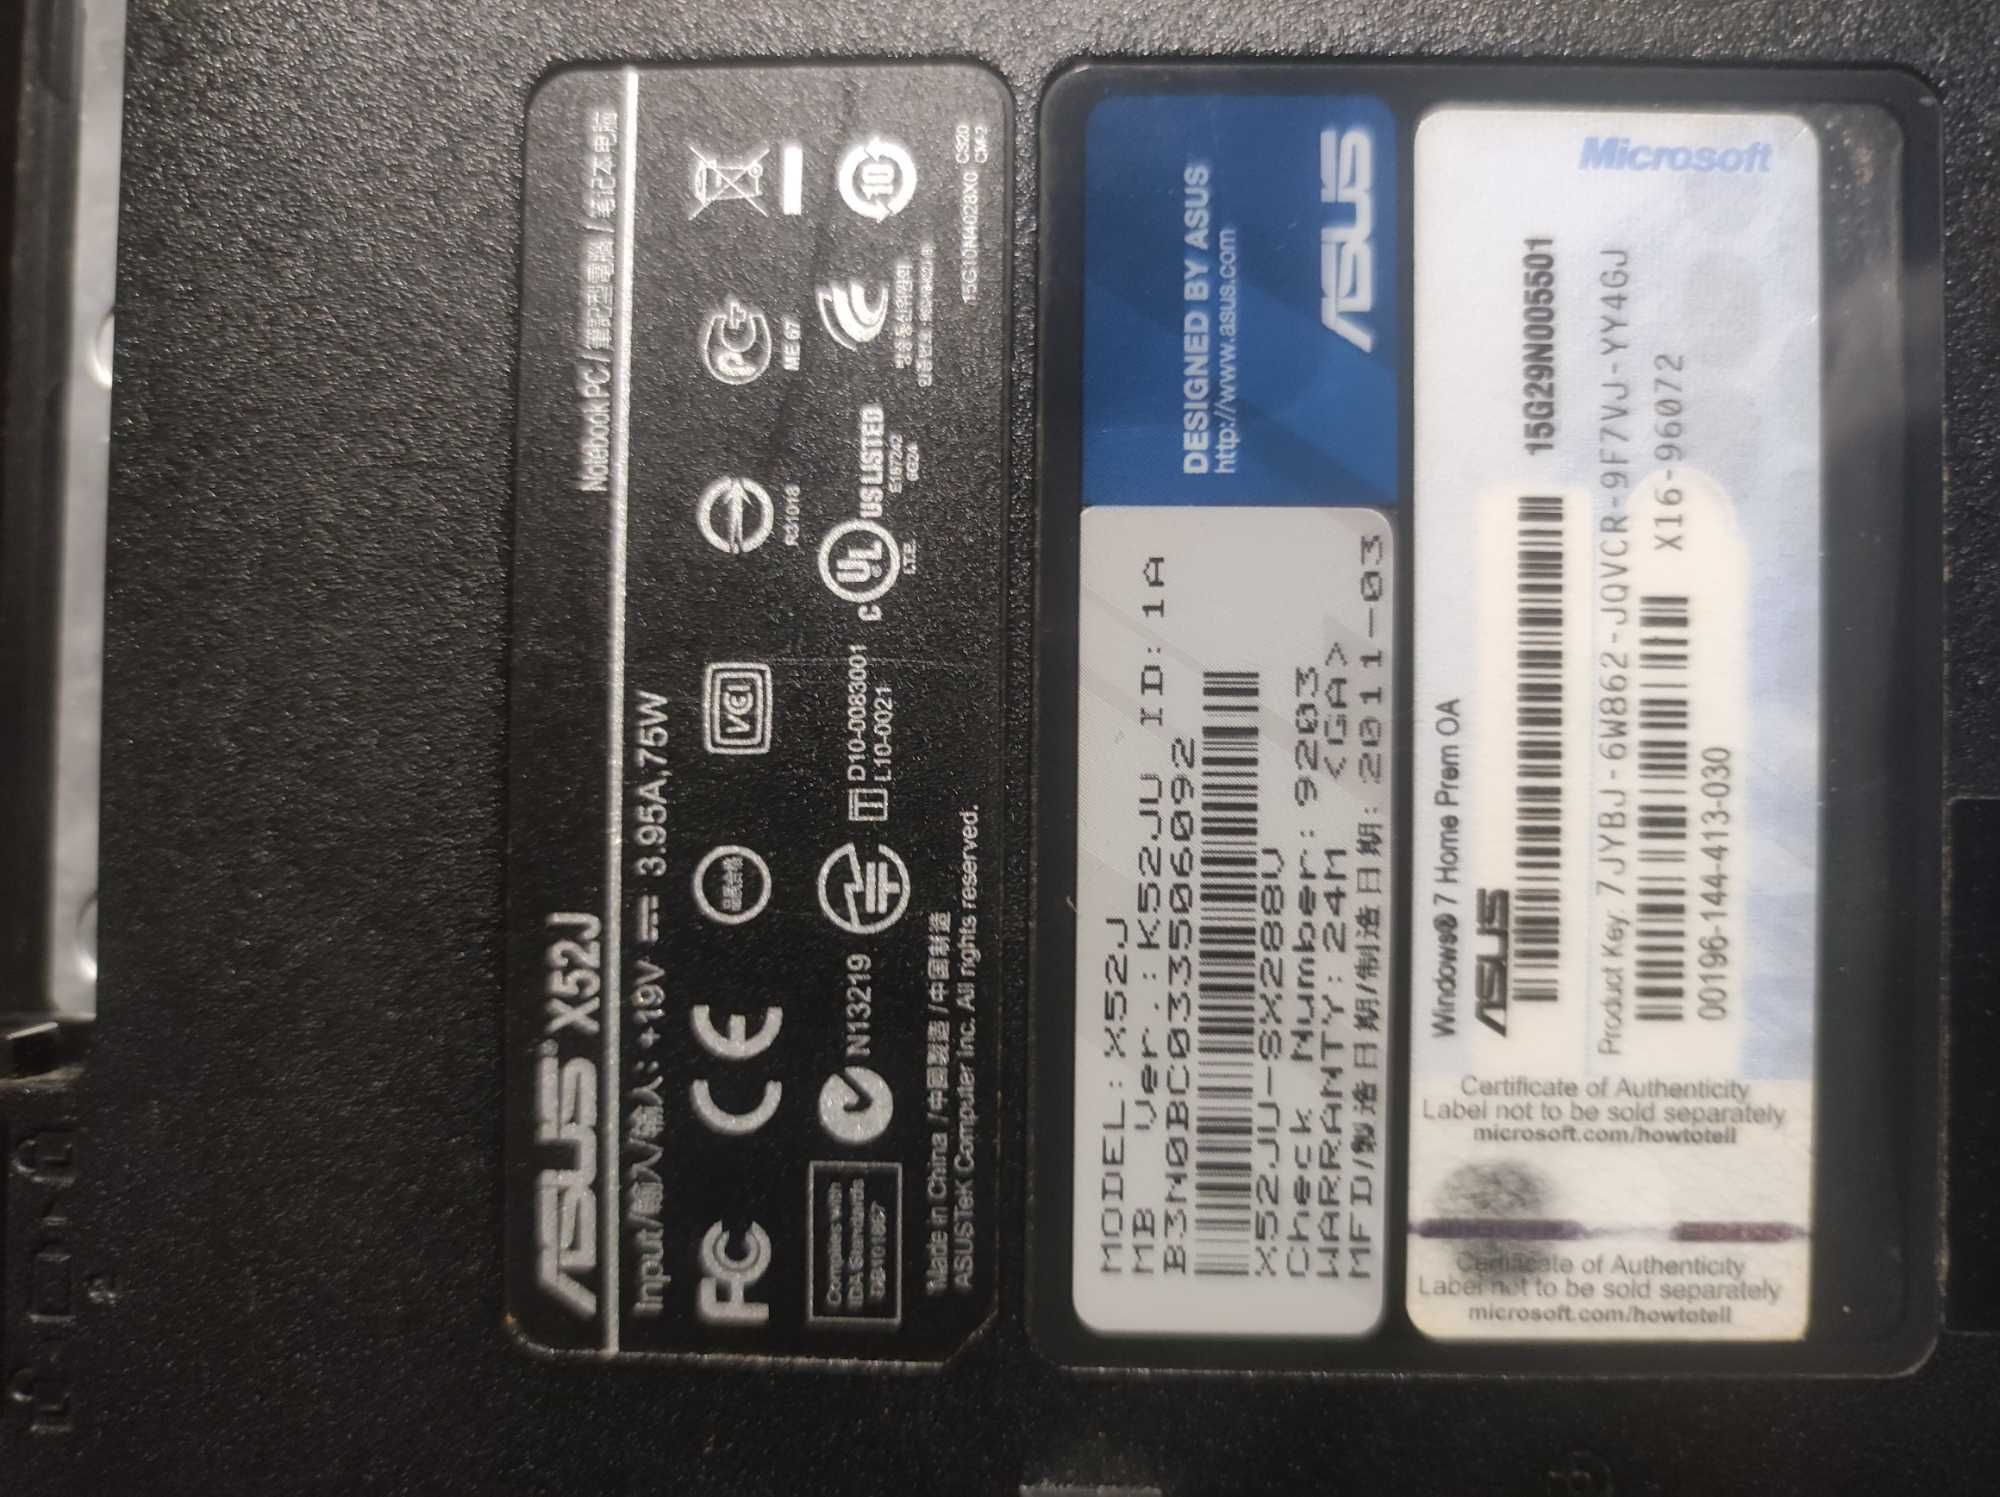 ASUS® X52J
Notebook PC / 筆記型電腦 / 笔记本电脑
Input/輸入/输入: +19V ⎓ 3.95A,75W
FC CE VCI
R31018
ME 67
Complies with
IDA Standards
N13219
D10-0083001
L10-0021
C UL US LISTED
E197242
I.T.E.
10
Made in China / 中國製造 / 中国制造
ASUSTek Computer Inc. All rights reserved.
MODEL: X52J
MB Ver.:K52JU ID:1A
B3N0BC033506092
X52JU-SX288V
Check Number: 9203
WARRANTY: 24M <GA>
MFD/製造日期/制造日期: 2011-03
DESIGNED BY ASUS
http://www.asus.com
ASUS
Windows® 7 Home Prem OA
ASUS
15G29N005501
Product Key: 7JYBJ-6W862-JQVCR-9F7VJ-YY4GJ
X16-96072
00196-144-413-030
Microsoft
Certificate of Authenticity
Label not to be sold separately
microsoft.com/howtotell
Certificate of Authenticity
Label not to be sold separately
microsoft.com/howtotell